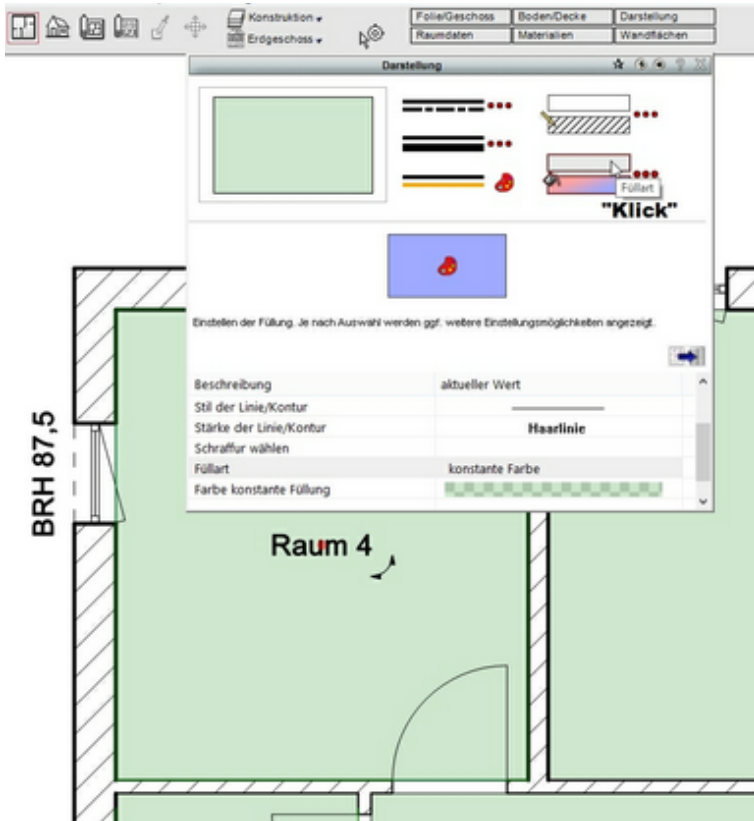 Konstruktion
Folie/Geschoss Boden/Decke Darstellung
Erdgeschoss
Raumdaten Materialien Wandflächen
Darstellung
Füllart
"Klick"
Einstellen der Füllung. Je nach Auswahl werden ggf. weitere Einstellungsmöglichkeiten angezeigt.
Beschreibung aktueller Wert
Stil der Linie/Kontur
Stärke der Linie/Kontur Haarlinie
Schraffur wählen
Füllart konstante Farbe
Farbe konstante Füllung
BRH 87,5
Raum 4